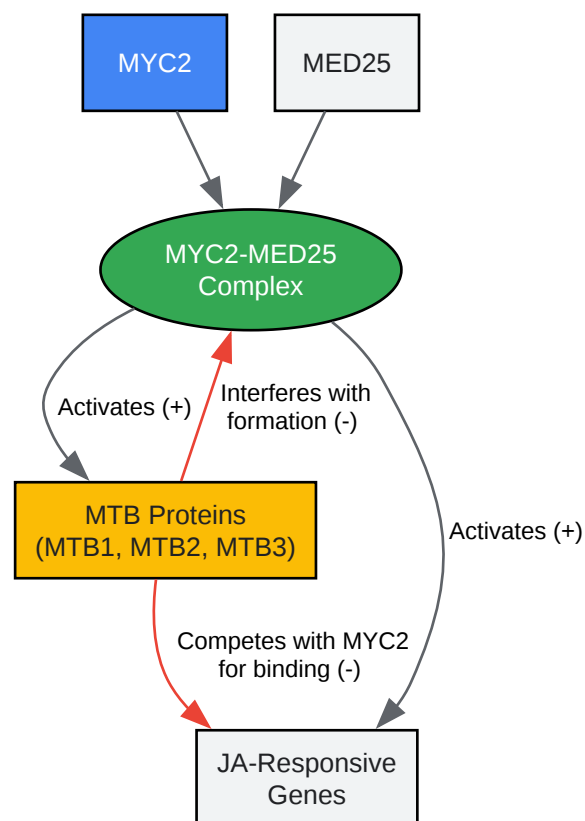 MYC2
MED25
MYC2-MED25
Complex
Activates (+)
Interferes with
formation (-)
MTB Proteins
(MTB1, MTB2, MTB3)
Activates (+)
Competes with MYC2
for binding (-)
JA-Responsive
Genes